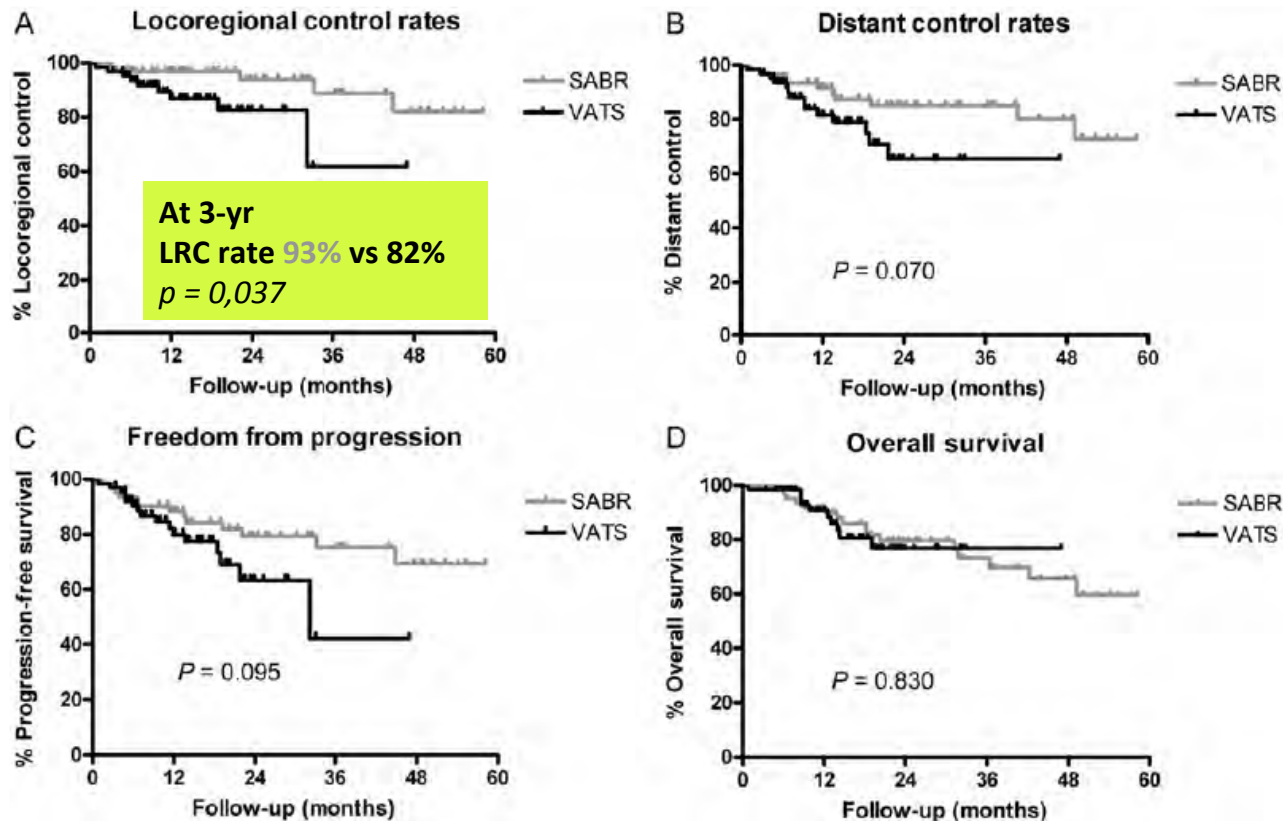 A Locoregional control rates
% Locoregional control
100
80
60
40
20
0
0 12 24 36 48 60
Follow-up (months)
SABR
VATS
At 3-yr
LRC rate 93% vs 82%
p = 0,037
B Distant control rates
% Distant control
100
80
60
40
20
0
0 12 24 36 48 60
Follow-up (months)
SABR
VATS
P = 0.070
C Freedom from progression
% Progression-free survival
100
80
60
40
20
0
0 12 24 36 48 60
Follow-up (months)
SABR
VATS
P = 0.095
D Overall survival
% Overall survival
100
80
60
40
20
0
0 12 24 36 48 60
Follow-up (months)
SABR
VATS
P = 0.830